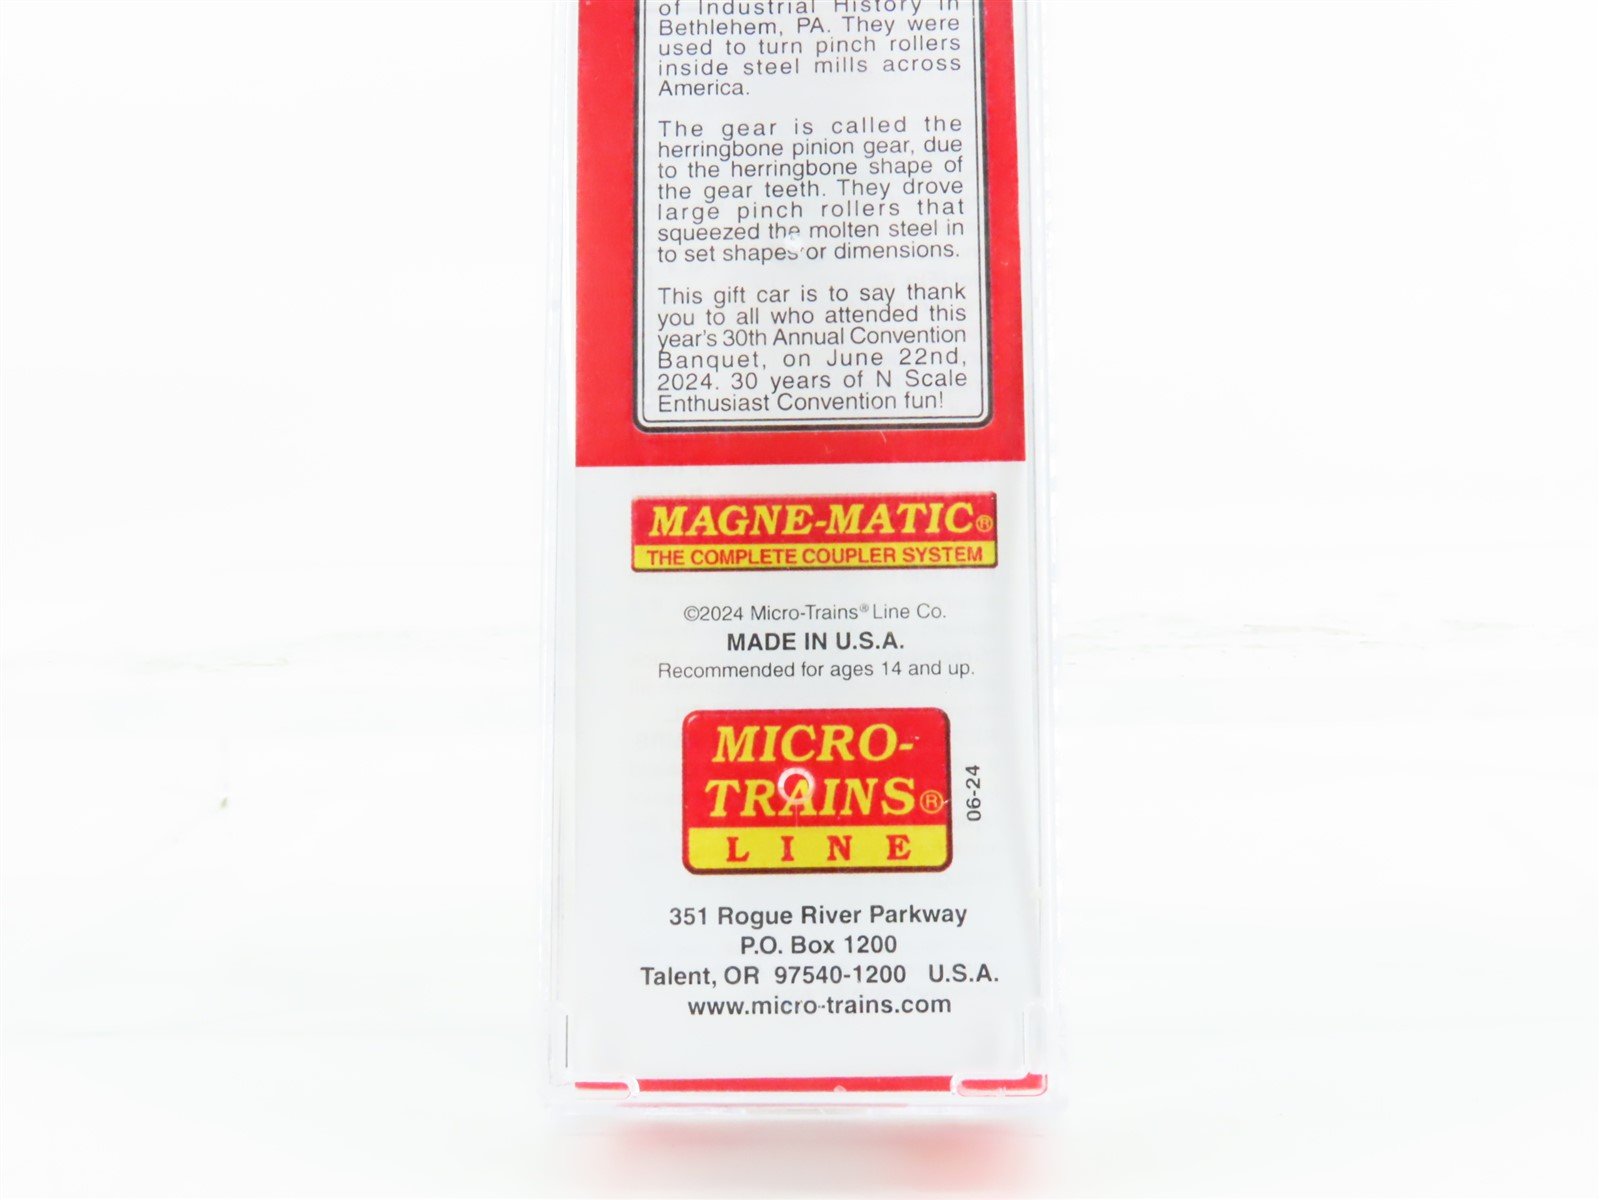 of Industrial History in
Bethlehem, PA. They were
used to turn pinch rollers
inside steel mills across
America.
The gear is called the
herringbone pinion gear, due
to the herringbone shape of
the gear teeth. They drove
large pinch rollers that
squeezed the molten steel in
to set shapes or dimensions.
This gift car is to say thank
you to all who attended this
year's 30th Annual Convention
Banquet, on June 22nd,
2024. 30 years of N Scale
Enthusiast Convention fun!
MAGNE-MATIC®
THE COMPLETE COUPLER SYSTEM
©2024 Micro-Trains® Line Co.
MADE IN U.S.A.
Recommended for ages 14 and up.
MICRO-
TRAINS®
LINE
06-24
351 Rogue River Parkway
P.O. Box 1200
Talent, OR 97540-1200 U.S.A.
www.micro-trains.com